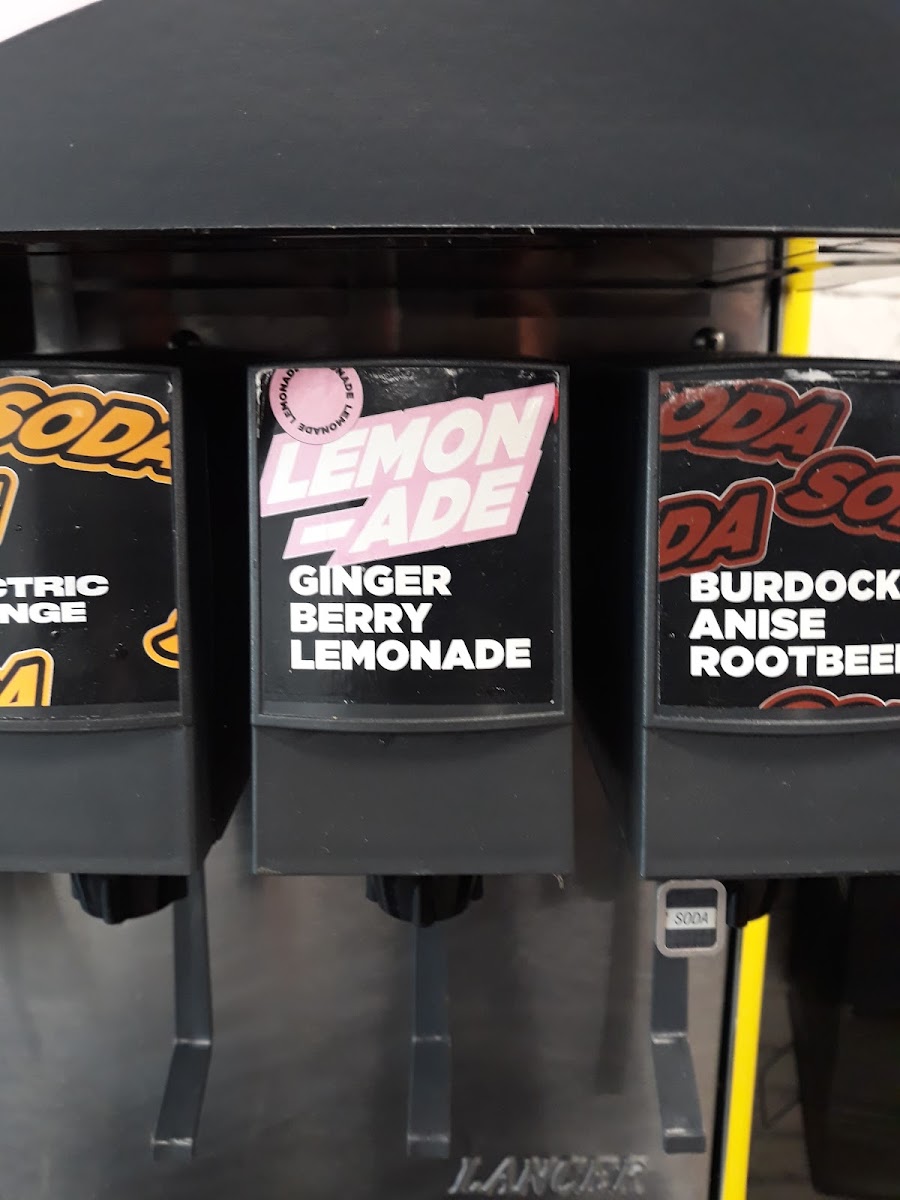 SODA
CTRIC
NGE
A
LEMONADE LEMONADE
LEMON
-ADE
GINGER
BERRY
LEMONADE
ODA
SO
DA
BURDOCK
ANISE
ROOTBEE
SODA
LANCER